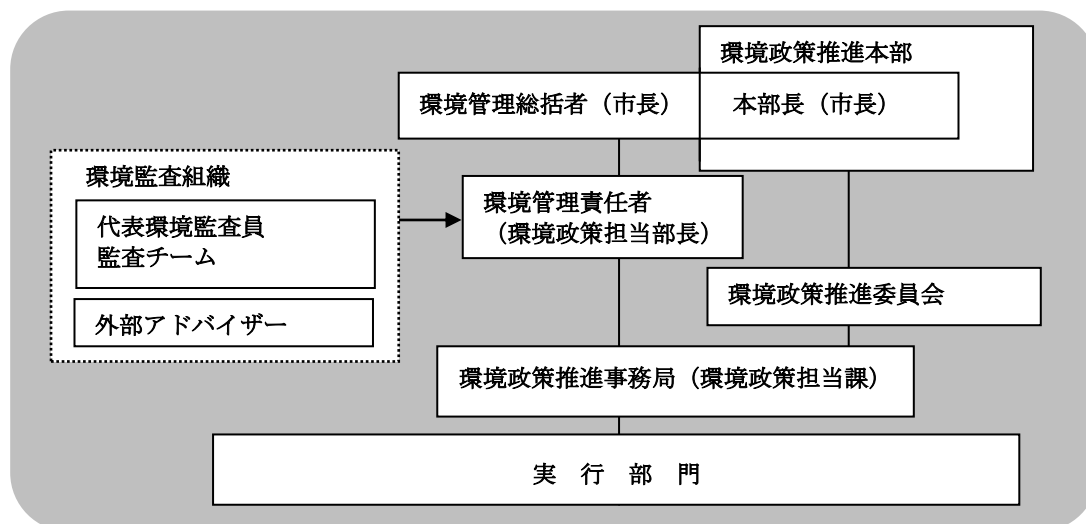 環境政策推進本部
環境管理総括者（市長）
本部長（市長）
環境監査組織
代表環境監査員
監査チーム
外部アドバイザー
環境管理責任者
（環境政策担当部長）
環境政策推進委員会
環境政策推進事務局（環境政策担当課）
実　行　部　門